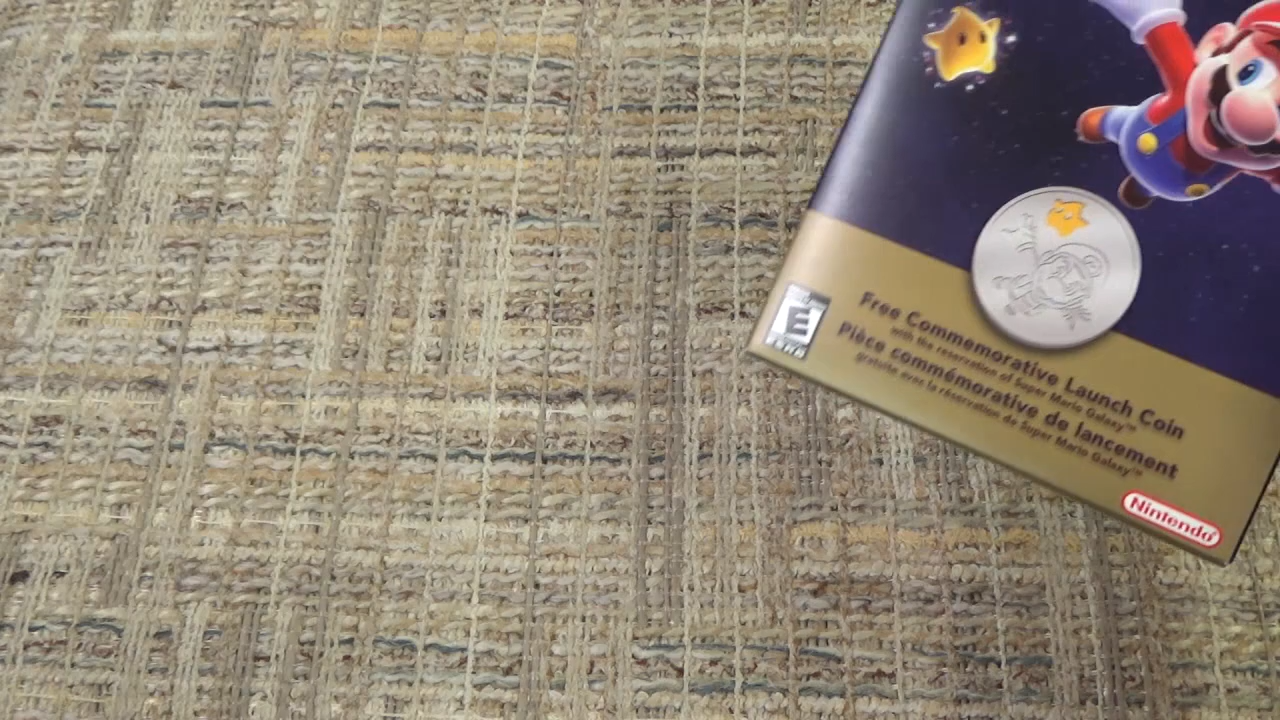 E
ESRB
Free Commemorative Launch Coin
with the reservation of Super Mario Galaxy™
Pièce commémorative de lancement
gratuite avec la réservation de Super Mario Galaxy™
Nintendo®